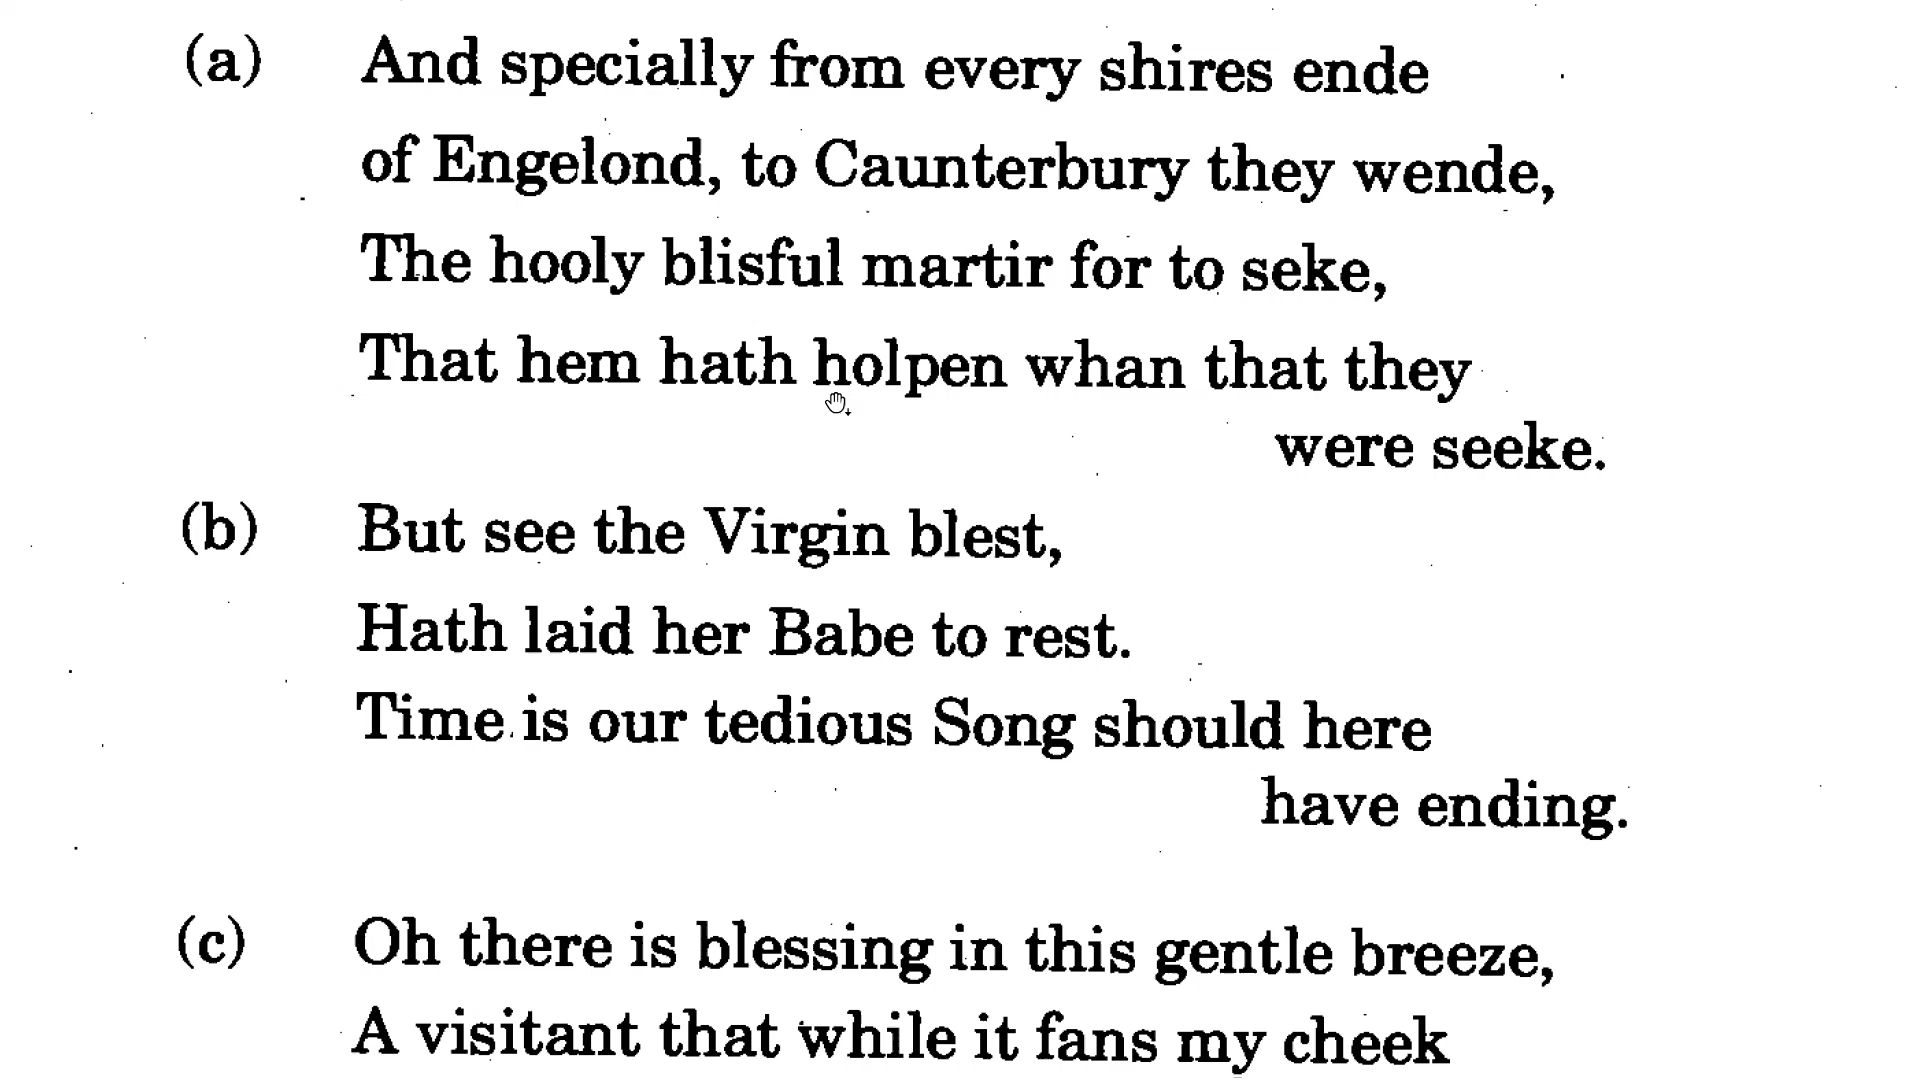 (a) And specially from every shires ende
of Engelond, to Caunterbury they wende,
The hooly blisful martir for to seke,
That hem hath holpen whan that they
were seeke.
(b) But see the Virgin blest,
Hath laid her Babe to rest.
Time is our tedious Song should here
have ending.
(c) Oh there is blessing in this gentle breeze,
A visitant that while it fans my cheek